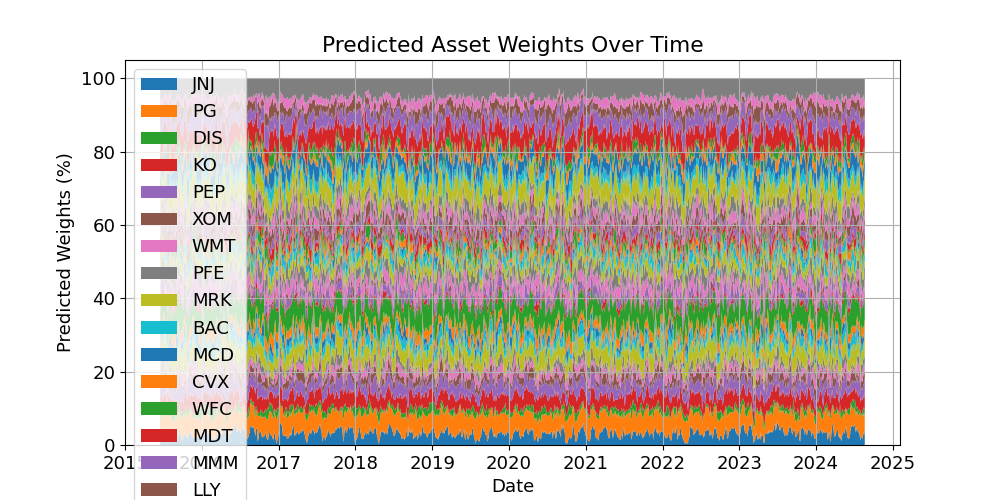 Predicted Asset Weights Over Time
Predicted Weights (%)
100
80
60
40
20
0
JNJ
PG
DIS
KO
PEP
XOM
WMT
PFE
MRK
BAC
MCD
CVX
WFC
MDT
MMM
LLY
2015
2016
2017
2018
2019
2020
2021
2022
2023
2024
2025
Date